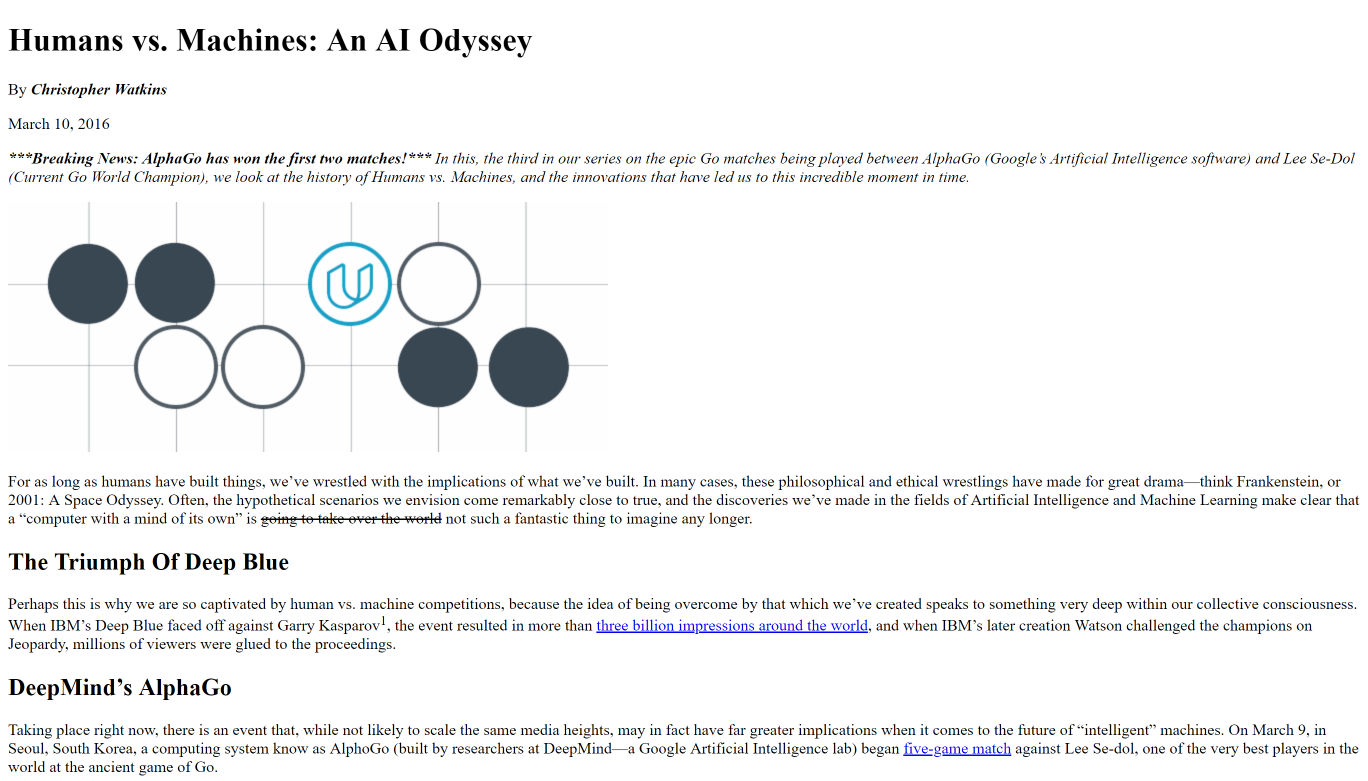 Humans vs. Machines: An AI Odyssey
By Christopher Watkins
March 10, 2016
***Breaking News: AlphaGo has won the first two matches!*** In this, the third in our series on the epic Go matches being played between AlphaGo (Google’s Artificial Intelligence software) and Lee Se-Dol
(Current Go World Champion), we look at the history of Humans vs. Machines, and the innovations that have led us to this incredible moment in time.
For as long as humans have built things, we’ve wrestled with the implications of what we’ve built. In many cases, these philosophical and ethical wrestlings have made for great drama—think Frankenstein, or
2001: A Space Odyssey. Often, the hypothetical scenarios we envision come remarkably close to true, and the discoveries we’ve made in the fields of Artificial Intelligence and Machine Learning make clear that
a “computer with a mind of its own” is going to take over the world not such a fantastic thing to imagine any longer.
The Triumph Of Deep Blue
Perhaps this is why we are so captivated by human vs. machine competitions, because the idea of being overcome by that which we’ve created speaks to something very deep within our collective consciousness.
When IBM’s Deep Blue faced off against Garry Kasparov1, the event resulted in more than three billion impressions around the world, and when IBM’s later creation Watson challenged the champions on
Jeopardy, millions of viewers were glued to the proceedings.
DeepMind’s AlphaGo
Taking place right now, there is an event that, while not likely to scale the same media heights, may in fact have far greater implications when it comes to the future of “intelligent” machines. On March 9, in
Seoul, South Korea, a computing system know as AlphoGo (built by researchers at DeepMind—a Google Artificial Intelligence lab) began five-game match against Lee Se-dol, one of the very best players in the
world at the ancient game of Go.